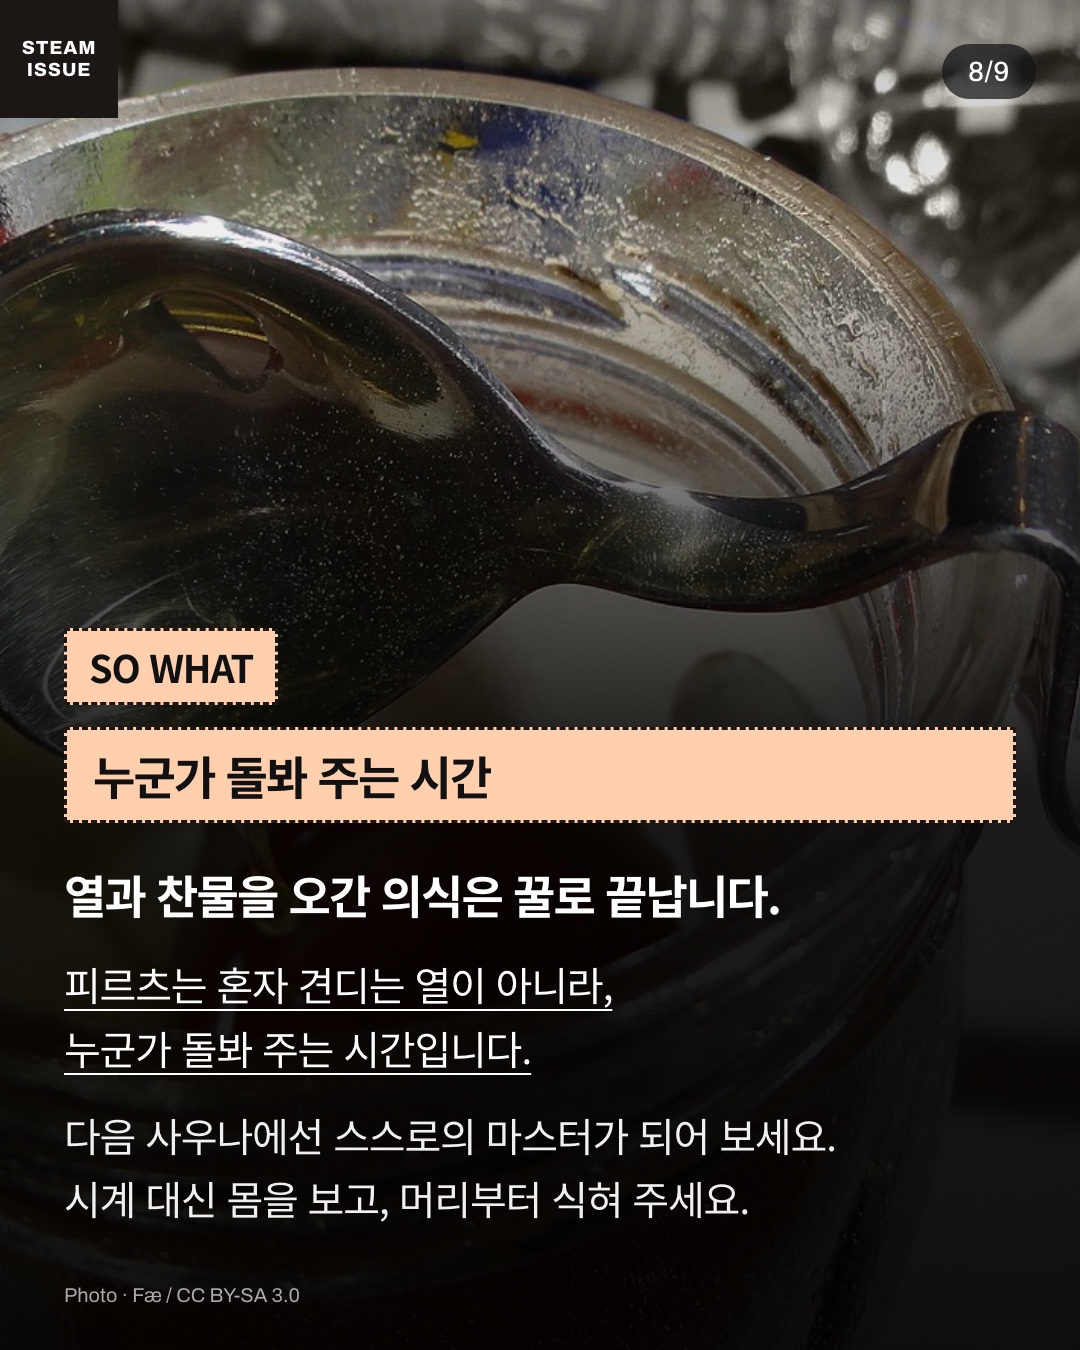 STEAM
ISSUE
8/9
SO WHAT
누군가 돌봐 주는 시간
열과 찬물을 오간 의식은 꿀로 끝납니다.
피르츠는 혼자 견디는 열이 아니라,
누군가 돌봐 주는 시간입니다.
다음 사우나에선 스스로의 마스터가 되어 보세요.
시계 대신 몸을 보고, 머리부터 식혀 주세요.
Photo · Fæ / CC BY-SA 3.0